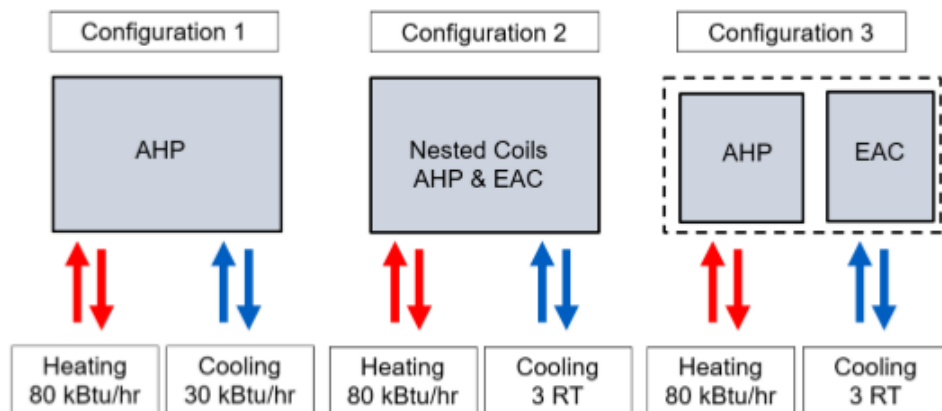 Configuration 1
Configuration 2
Configuration 3
AHP
Nested Coils
AHP & EAC
AHP
EAC
Heating
80 kBtu/hr
Cooling
30 kBtu/hr
Heating
80 kBtu/hr
Cooling
3 RT
Heating
80 kBtu/hr
Cooling
3 RT